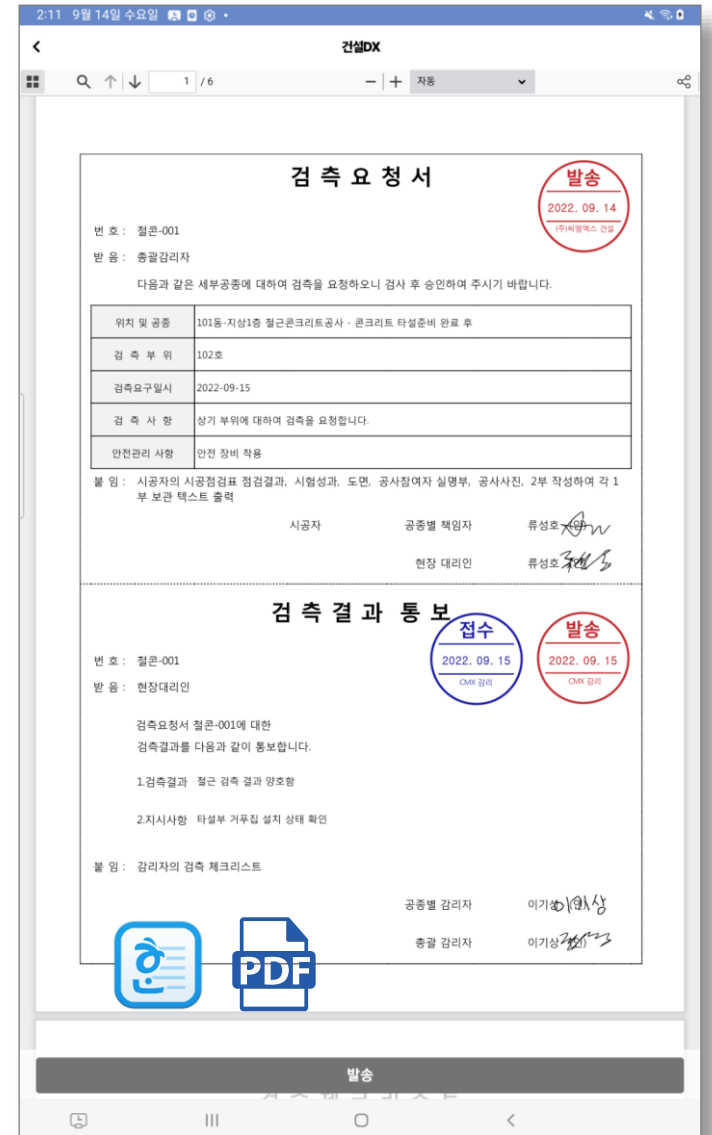 2:11 9월 14일 수요일
건설DX
1 / 6
자동
검 측 요 청 서
발송
2022. 09. 14
(주)씨엠엑스 건설
번 호 : 철콘-001
받 음 : 총괄감리자
다음과 같은 세부공종에 대하여 검측을 요청하오니 검사 후 승인하여 주시기 바랍니다.
위치 및 공종 101동-지상1층 철근콘크리트공사 - 콘크리트 타설준비 완료 후
검 측 부 위 102호
검측요구일시 2022-09-15
검 측 사 항 상기 부위에 대하여 검측을 요청합니다.
안전관리 사항 안전 장비 착용
붙 임 : 시공자의 시공점검표 점검결과, 시험성과, 도면, 공사참여자 실명부, 공사사진, 2부 작성하여 각 1
부 보관 텍스트 출력
시공자 공종별 책임자 류성호
현장 대리인 류성호
검 측 결 과 통 보
접수
2022. 09. 15
CMX 감리
발송
2022. 09. 15
CMX 감리
번 호 : 철콘-001
받 음 : 현장대리인
검측요청서 철콘-001에 대한
검측결과를 다음과 같이 통보합니다.
1.검측결과 철근 검측 결과 양호함
2.지시사항 타설부 거푸집 설치 상태 확인
붙 임 : 감리자의 검측 체크리스트
공종별 감리자 이기상 (인) 이기상
총괄 감리자 이기상
한
PDF
발송